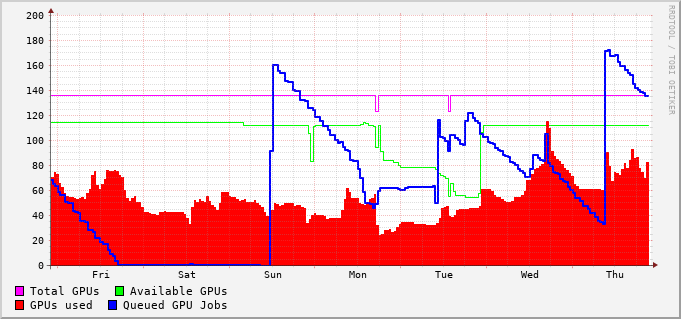 200
180
160
140
120
100
80
60
40
20
0
Fri Sat Sun Mon Tue Wed Thu
RRDTOOL / TOBI OETIKER
Total GPUs Available GPUs
GPUs used Queued GPU Jobs